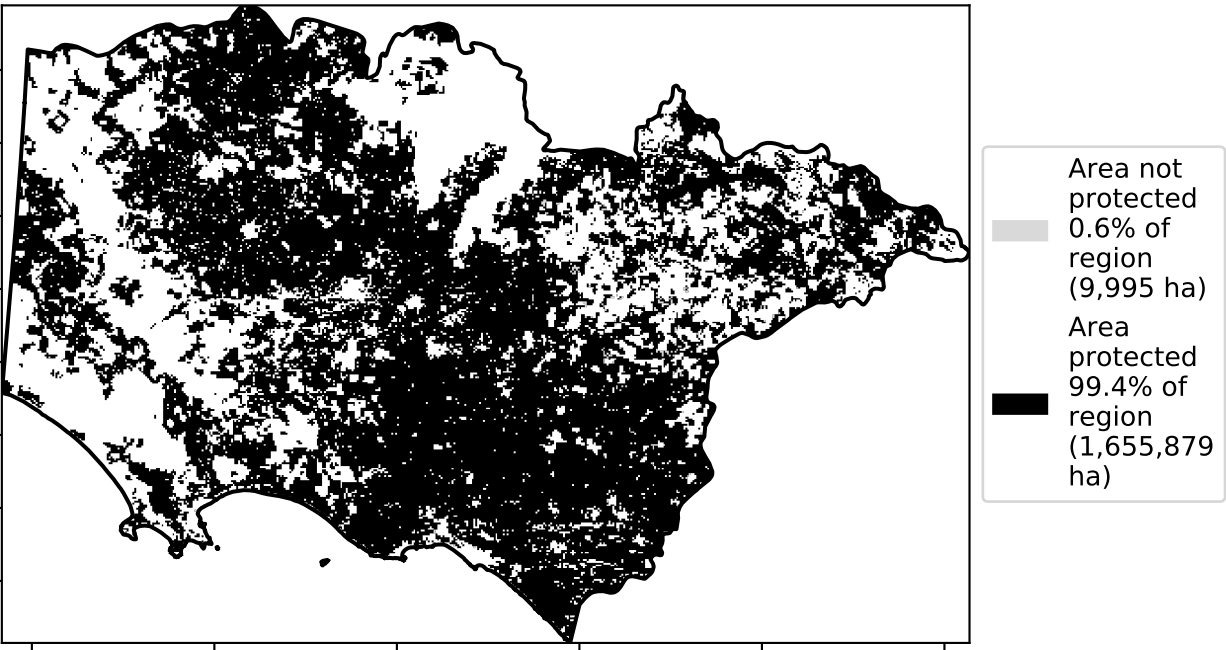 Area not
protected
0.6% of
region
(9,995 ha)
Area
protected
99.4% of
region
(1,655,879
ha)